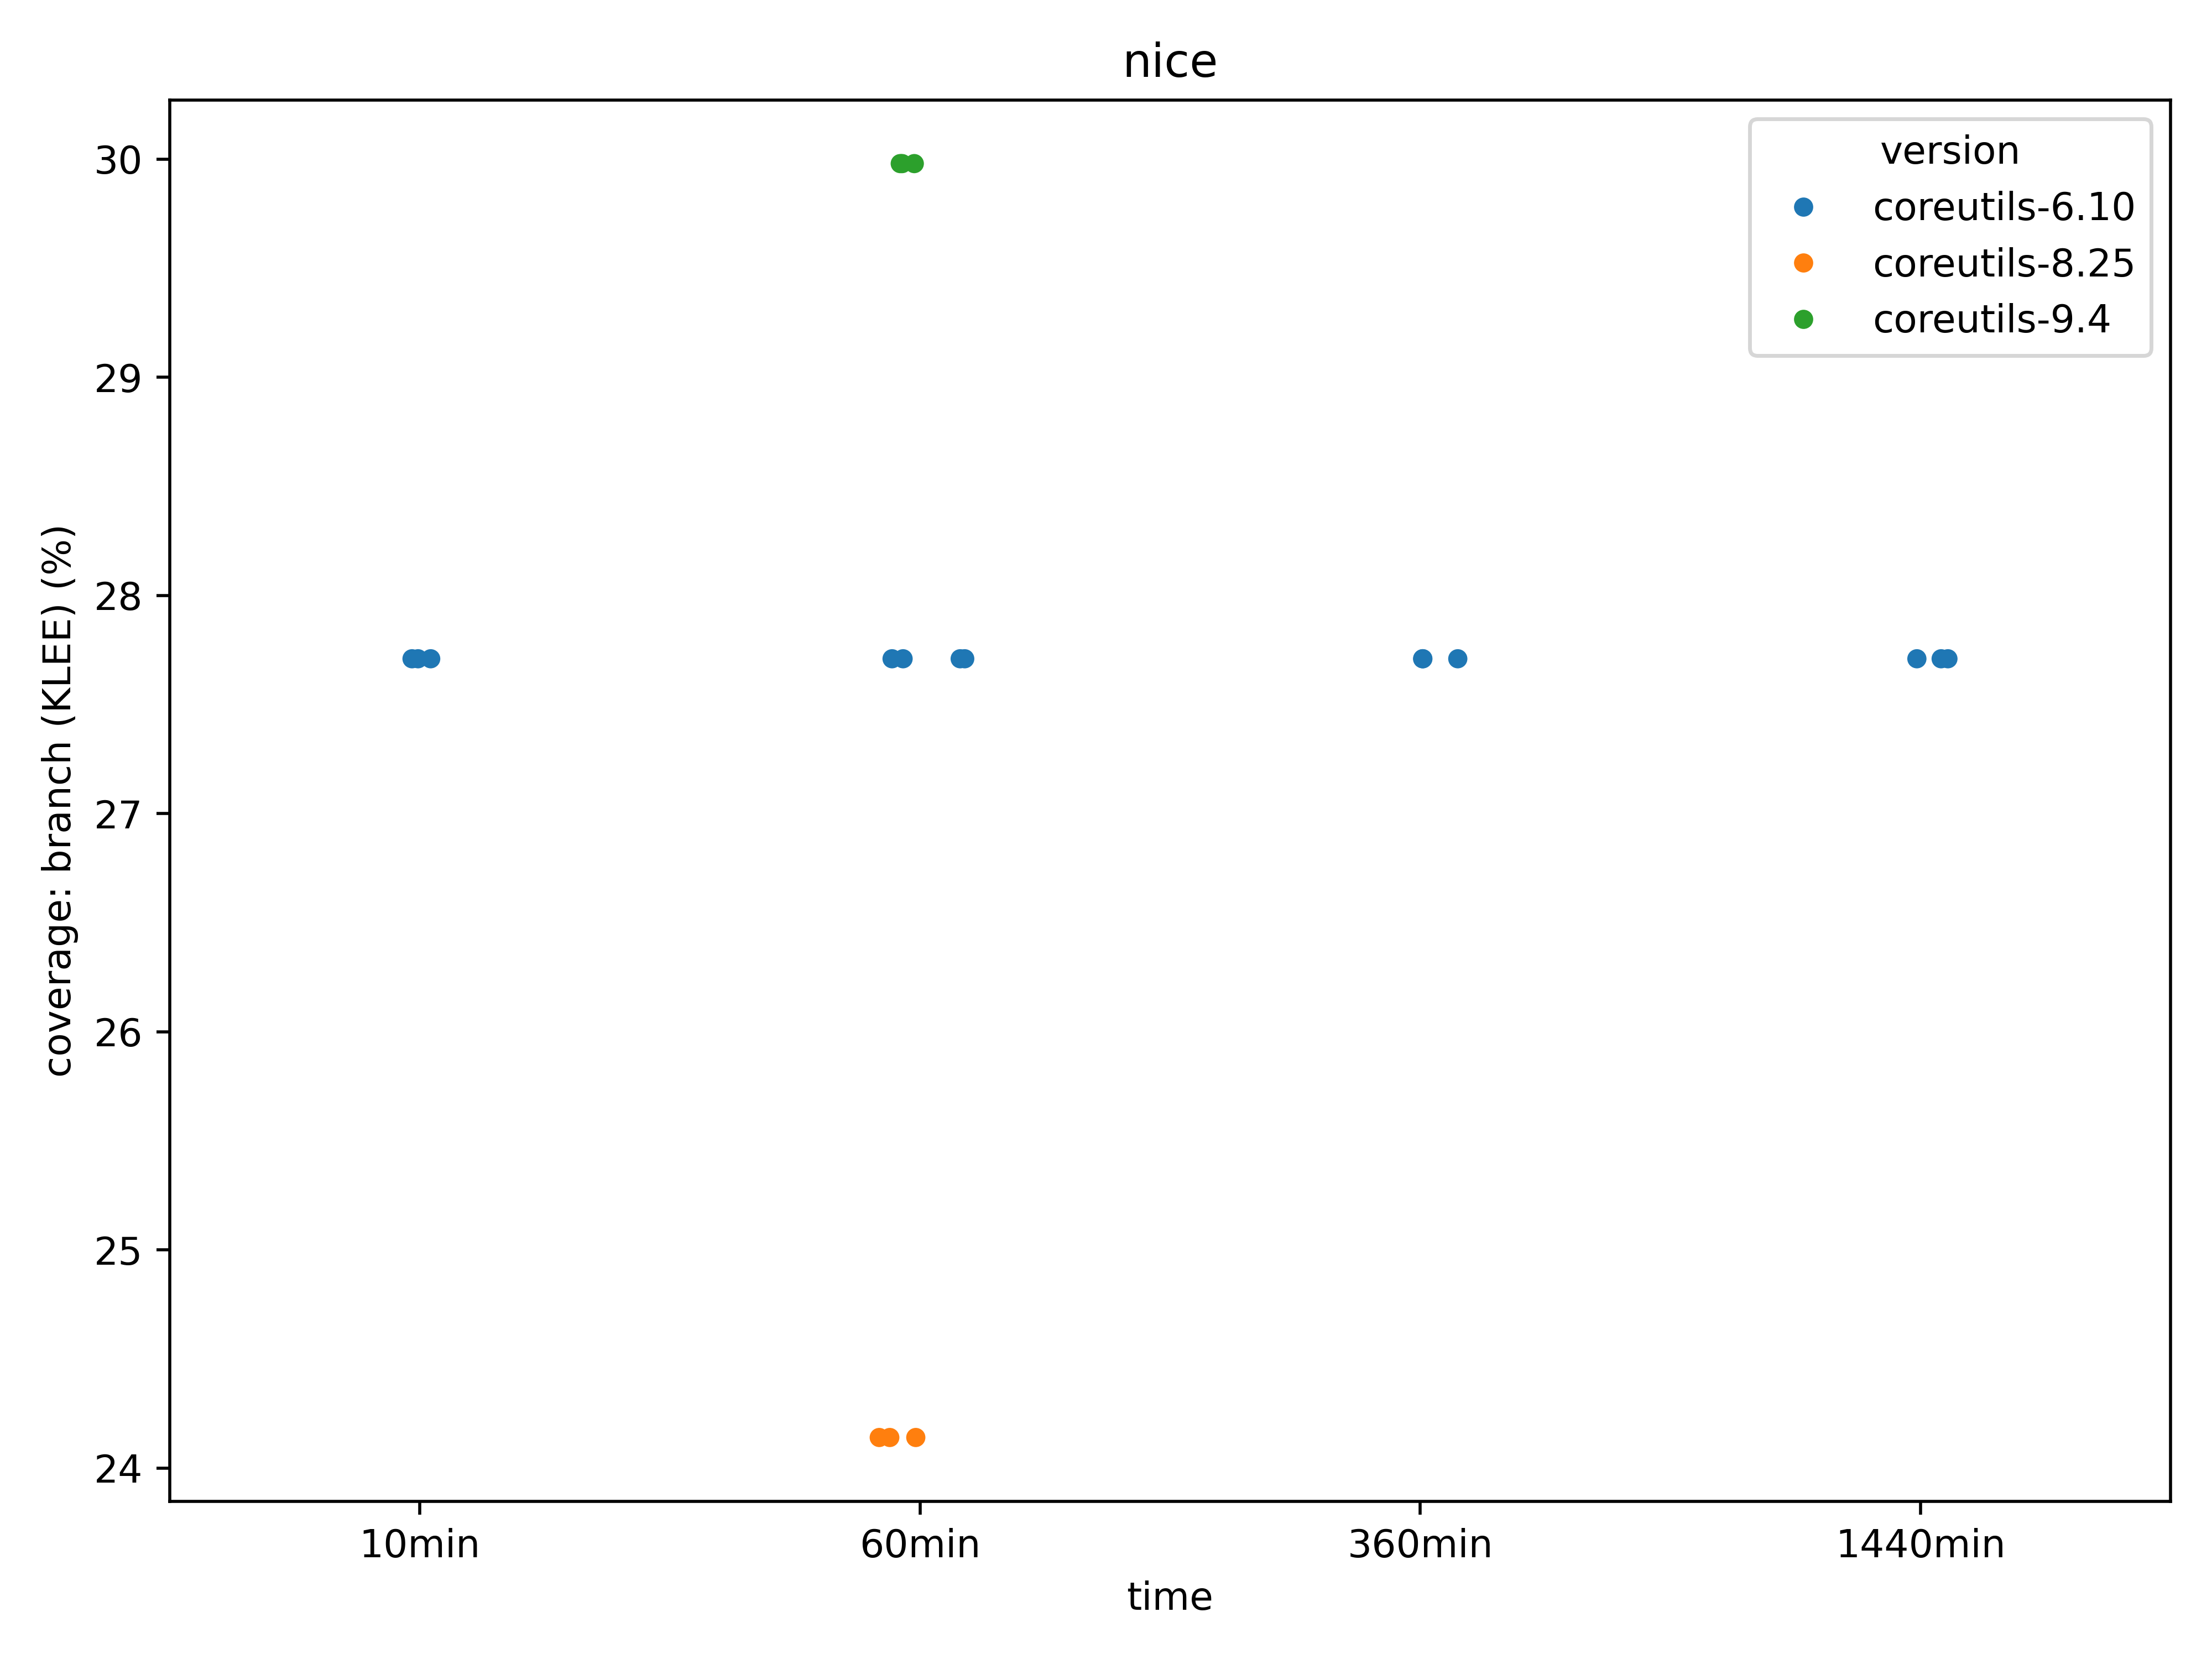 nice
30
29
28
27
26
25
24
coverage: branch (KLEE) (%)
version
coreutils-6.10
coreutils-8.25
coreutils-9.4
10min
60min
360min
1440min
time